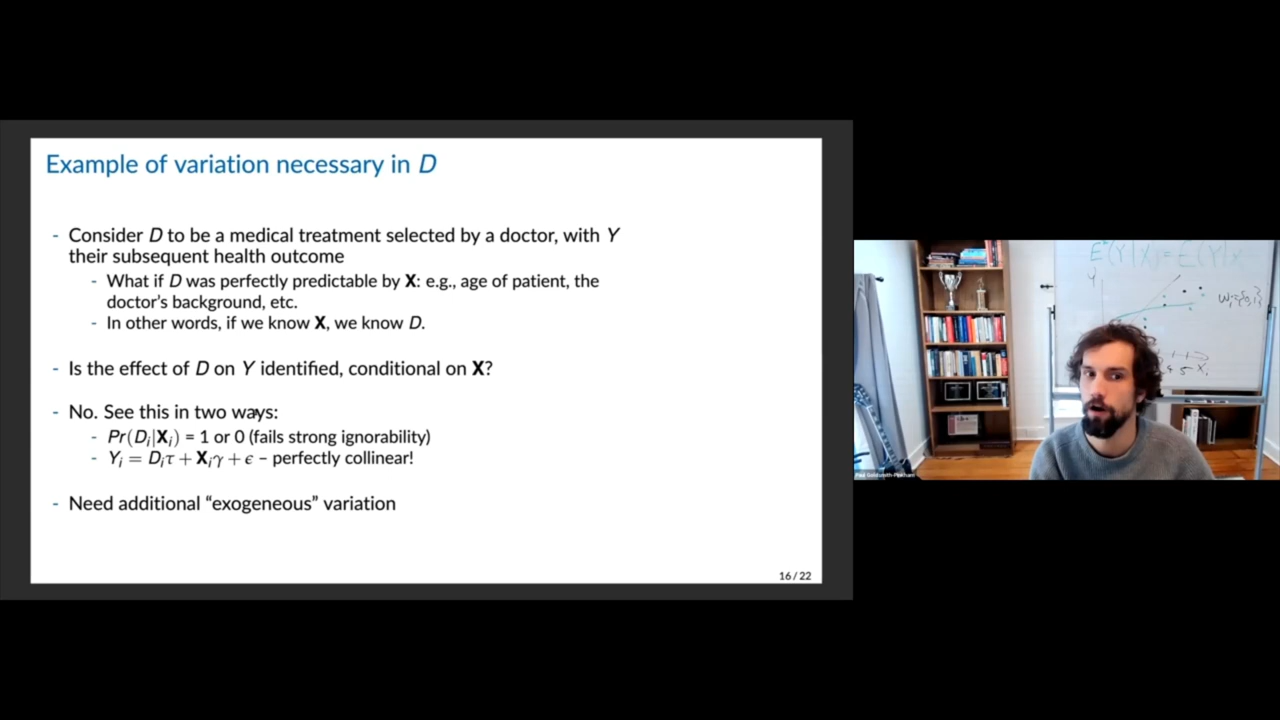 Example of variation necessary in D
- Consider D to be a medical treatment selected by a doctor, with Y
their subsequent health outcome
- What if D was perfectly predictable by X: e.g., age of patient, the
doctor's background, etc.
- In other words, if we know X, we know D.
- Is the effect of D on Y identified, conditional on X?
- No. See this in two ways:
- Pr(Dᵢ|Xᵢ) = 1 or 0 (fails strong ignorability)
- Yᵢ = Dᵢτ + Xᵢγ + ϵ – perfectly collinear!
- Need additional “exogeneous” variation
16 / 22
Paul Goldsmith-Pinkham